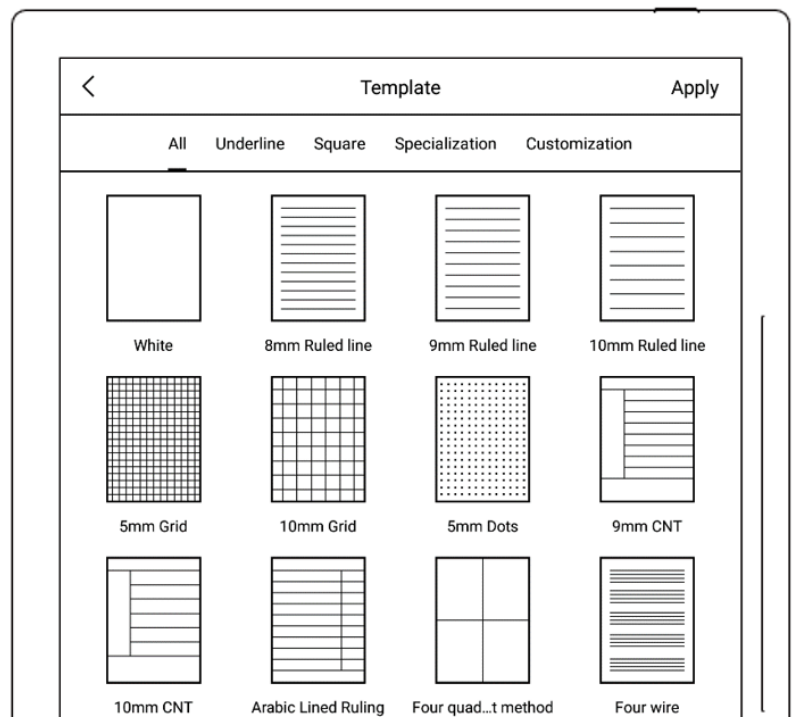 Template Apply
All Underline Square Specialization Customization
White 8mm Ruled line 9mm Ruled line 10mm Ruled line
5mm Grid 10mm Grid 5mm Dots 9mm CNT
10mm CNT Arabic Lined Ruling Four quad...t method Four wire